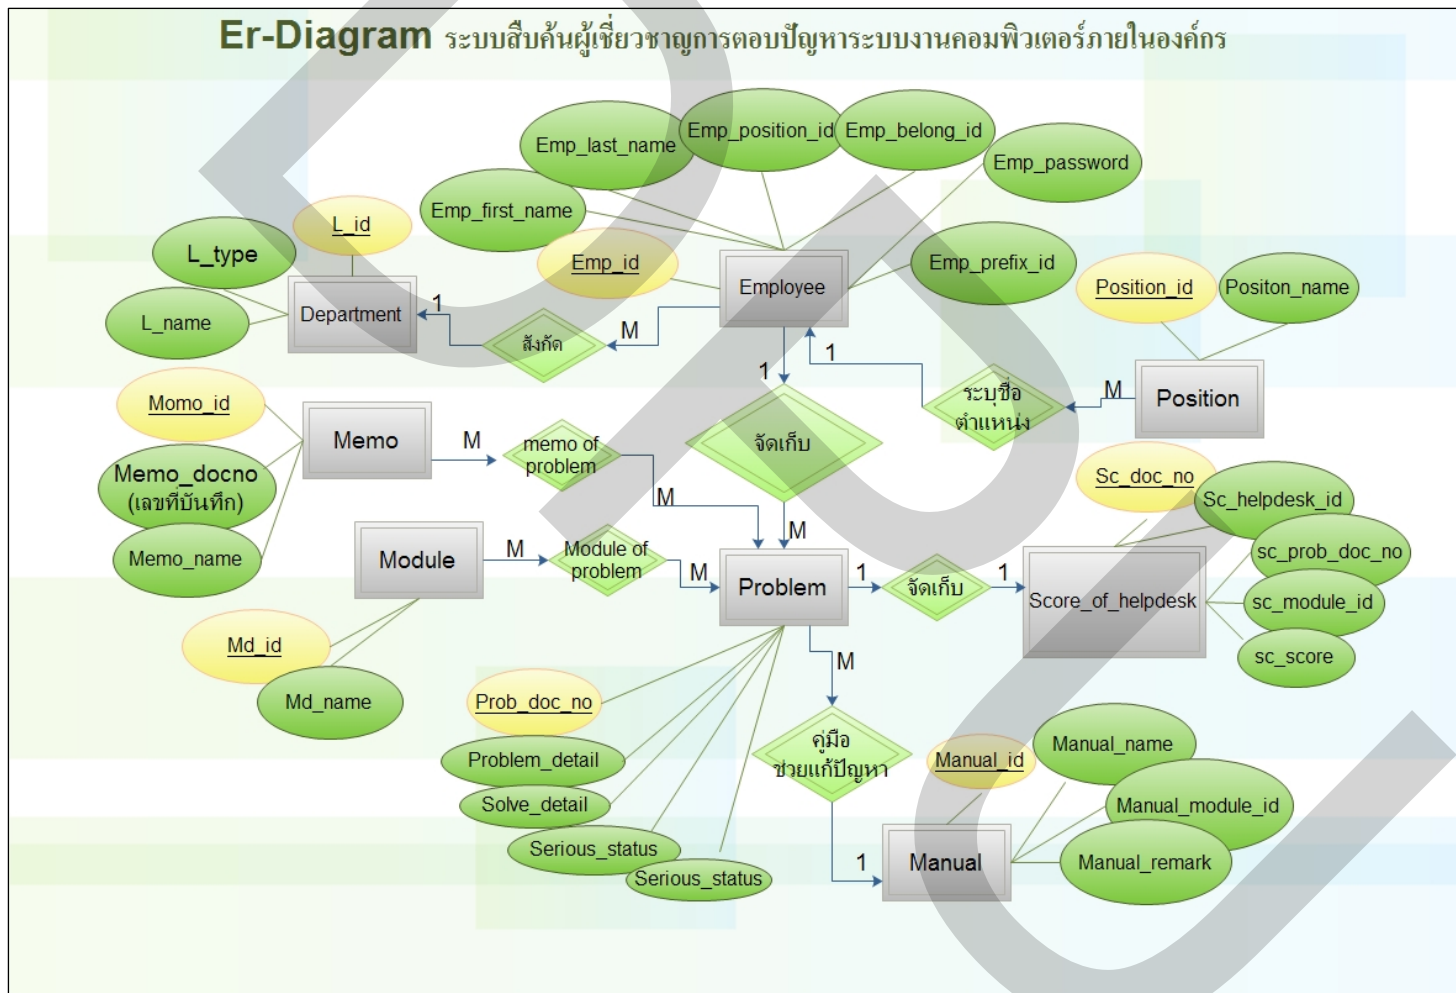 Er-Diagram ระบบสืบค้นผู้เชี่ยวชาญการตอบปัญหาระบบงานคอมพิวเตอร์ภายในองค์กร
Emp_last_name
Emp_position_id
Emp_belong_id
Emp_password
Emp_first_name
L_id
L_type
Emp_id
Employee
Emp_prefix_id
Position_id
Positon_name
L_name
Department
1
สังกัด
M
1
1
ระบุชื่อ
ตำแหน่ง
M
Position
Momo_id
Memo
M
memo of
problem
จัดเก็บ
Memo_docno
(เลขที่บันทึก)
M
M
Sc_doc_no
Sc_helpdesk_id
Memo_name
Module
M
Module of
problem
M
Problem
1
จัดเก็บ
1
Score_of_helpdesk
sc_prob_doc_no
sc_module_id
sc_score
Md_id
Md_name
M
Prob_doc_no
Problem_detail
Solve_detail
Serious_status
Serious_status
คู่มือ
ช่วยแก้ปัญหา
1
Manual_id
Manual_name
Manual_module_id
Manual_remark
Manual